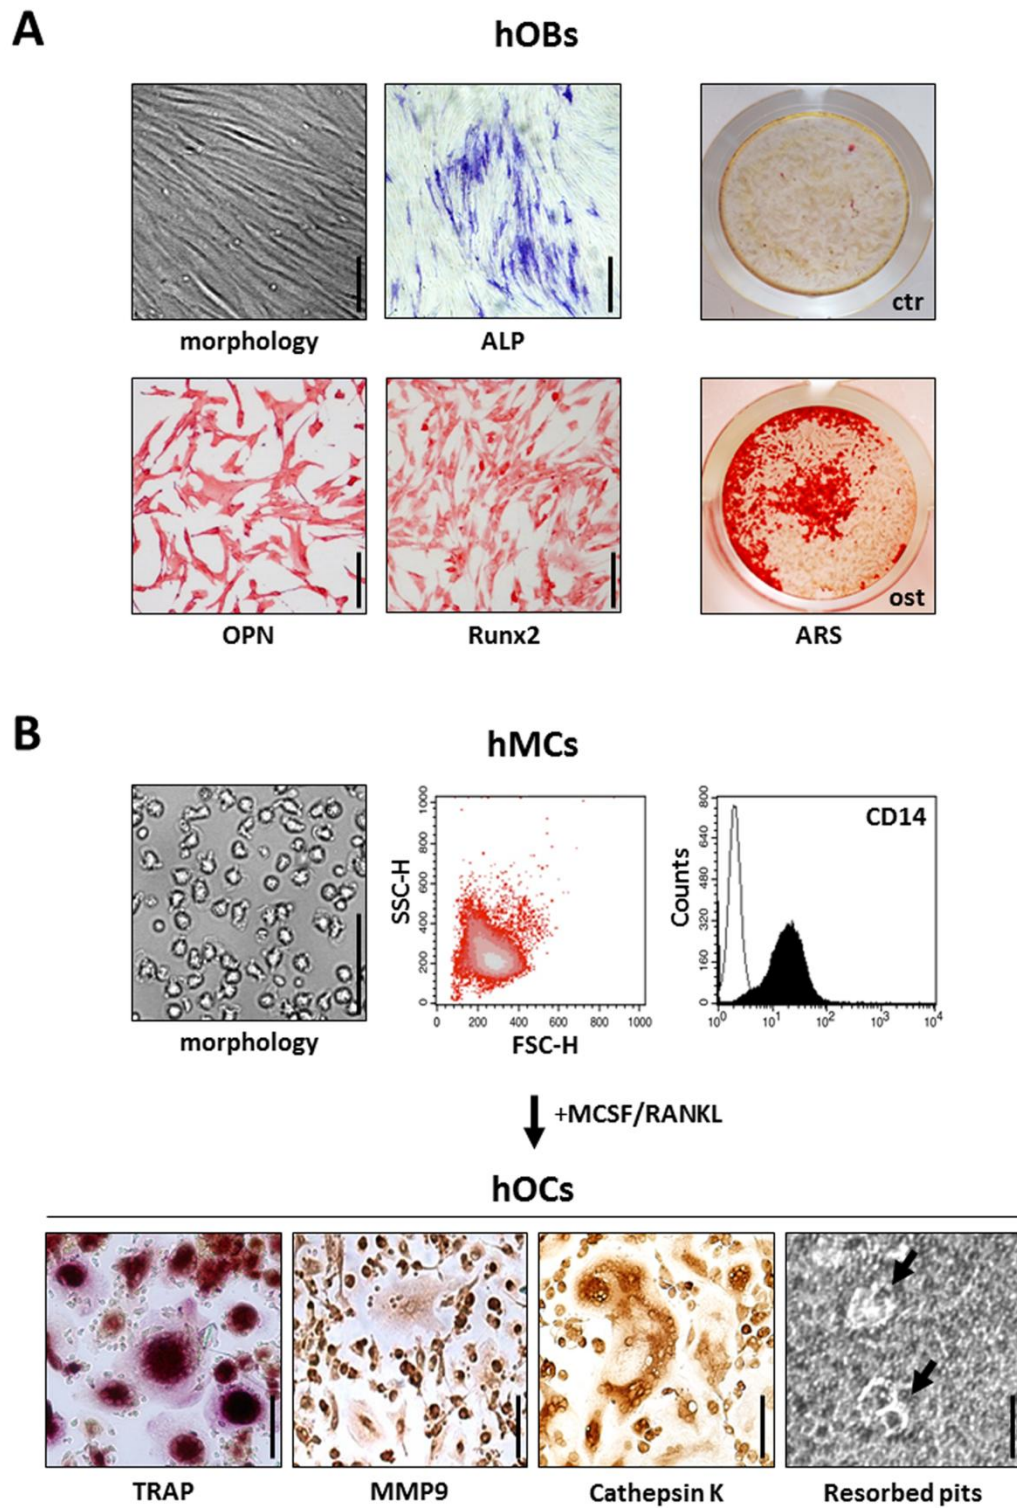 A
hOBs
morphology
ALP
ctr
OPN
Runx2
ost
ARS
B
hMCs
morphology
SSC-H
1000
800
600
400
200
0
0 200 400 600 800 1000
FSC-H
Counts
800
640
480
320
160
0
CD14
10⁰ 10¹ 10² 10³ 10⁴
+MCSF/RANKL
hOCs
TRAP
MMP9
Cathepsin K
Resorbed pits